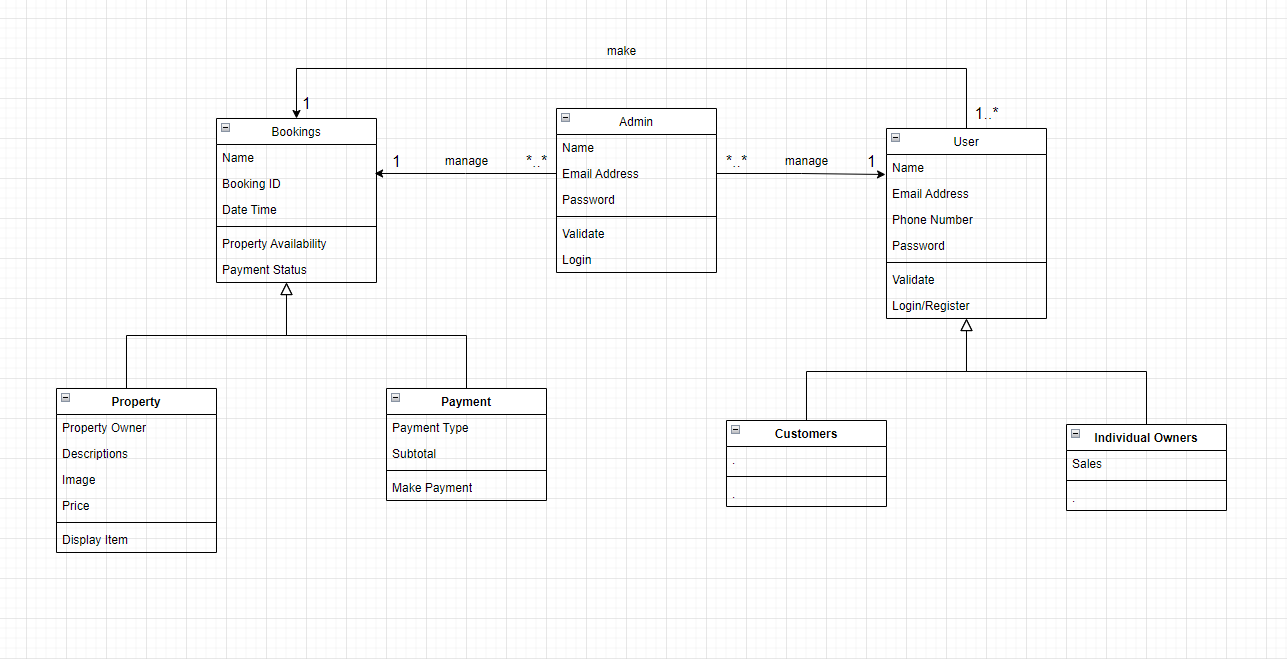 make
1
1..*
Bookings
Name
Booking ID
Date Time
Property Availability
Payment Status
1 manage *..*
Admin
Name
Email Address
Password
Validate
Login
*..* manage 1
User
Name
Email Address
Phone Number
Password
Validate
Login/Register
Property
Property Owner
Descriptions
Image
Price
Display Item
Payment
Payment Type
Subtotal
Make Payment
Customers
.
.
Individual Owners
Sales
.